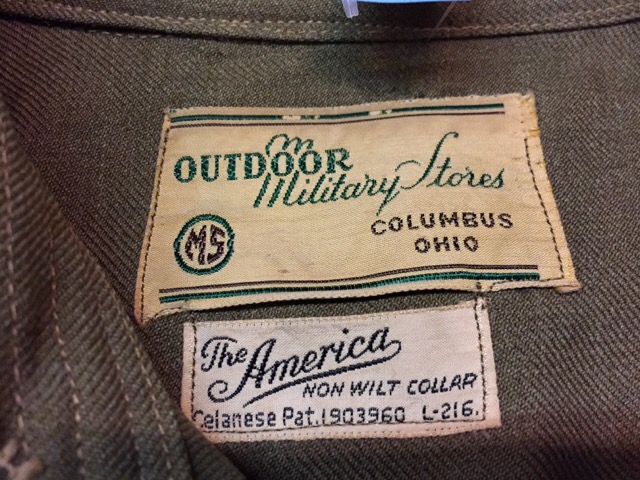 OUTDOOR
Military Stores
MS
COLUMBUS
OHIO
The America
NON WILT COLLAR
Celanese Pat. 1903960 L-216.